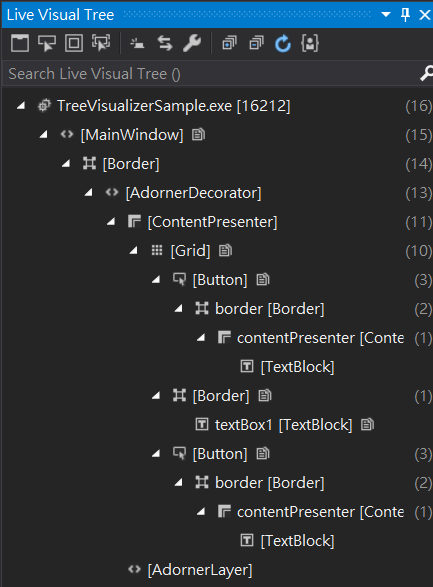 Live Visual Tree
Search Live Visual Tree ()
TreeVisualizerSample.exe [16212] (16)
[MainWindow] (15)
[Border] (14)
[AdornerDecorator] (13)
[ContentPresenter] (11)
[Grid] (10)
[Button] (3)
border [Border] (2)
contentPresenter [Conte (1)
[TextBlock]
[Border] (1)
textBox1 [TextBlock]
[Button] (3)
border [Border] (2)
contentPresenter [Conte (1)
[TextBlock]
[AdornerLayer]